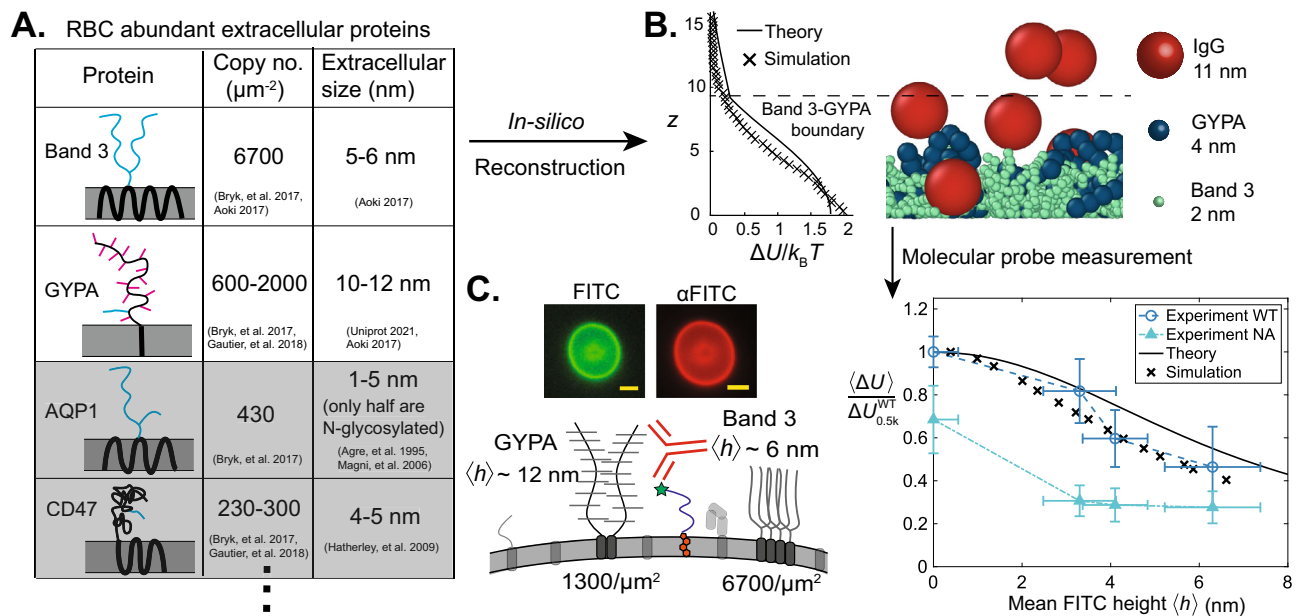 A. RBC abundant extracellular proteins
Protein
Copy no.
(μm⁻²)
Extracellular
size (nm)
Band 3
6700
(Bryk, et al. 2017,
Aoki 2017)
5-6 nm
(Aoki 2017)
GYPA
600-2000
(Bryk, et al. 2017,
Gautier, et al. 2018)
10-12 nm
(Uniprot 2021,
Aoki 2017)
AQP1
430
(Bryk, et al. 2017)
1-5 nm
(only half are
N-glycosylated)
(Agre, et al. 1995,
Magni, et al. 2006)
CD47
230-300
(Bryk, et al. 2017,
Gautier, et al. 2018)
4-5 nm
(Hatherley, et al. 2009)
In-silico
Reconstruction
B.
15
10
5
0
z
Theory
Simulation
Band 3-GYPA
boundary
0 0.5 1 1.5 2
ΔU/kBT
IgG
11 nm
GYPA
4 nm
Band 3
2 nm
Molecular probe measurement
C.
FITC
αFITC
GYPA
⟨h⟩~ 12 nm
Band 3
⟨h⟩~ 6 nm
1300/μm²
6700/μm²
1.2
1
0.8
0.6
0.4
0.2
0
⟨ΔU⟩
ΔU WT 0.5k
Experiment WT
Experiment NA
Theory
Simulation
0 2 4 6 8
Mean FITC height ⟨h⟩ (nm)